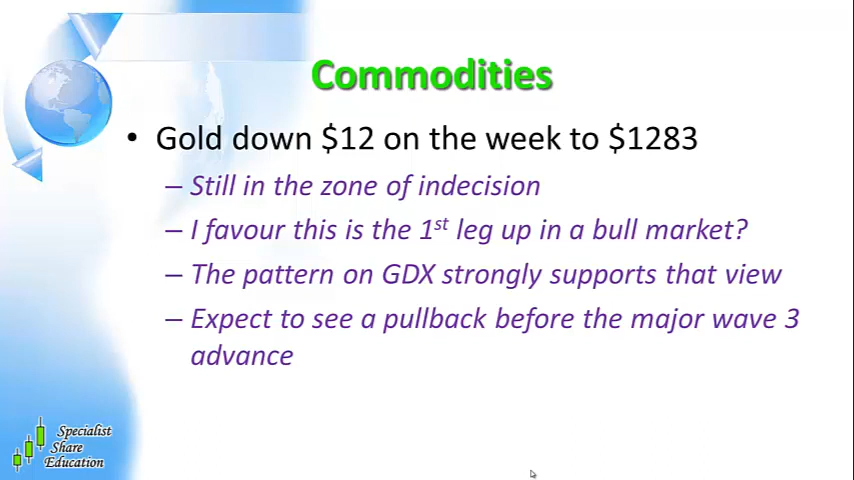 Commodities
• Gold down $12 on the week to $1283
– Still in the zone of indecision
– I favour this is the 1st leg up in a bull market?
– The pattern on GDX strongly supports that view
– Expect to see a pullback before the major wave 3
advance
Specialist
Share
Education